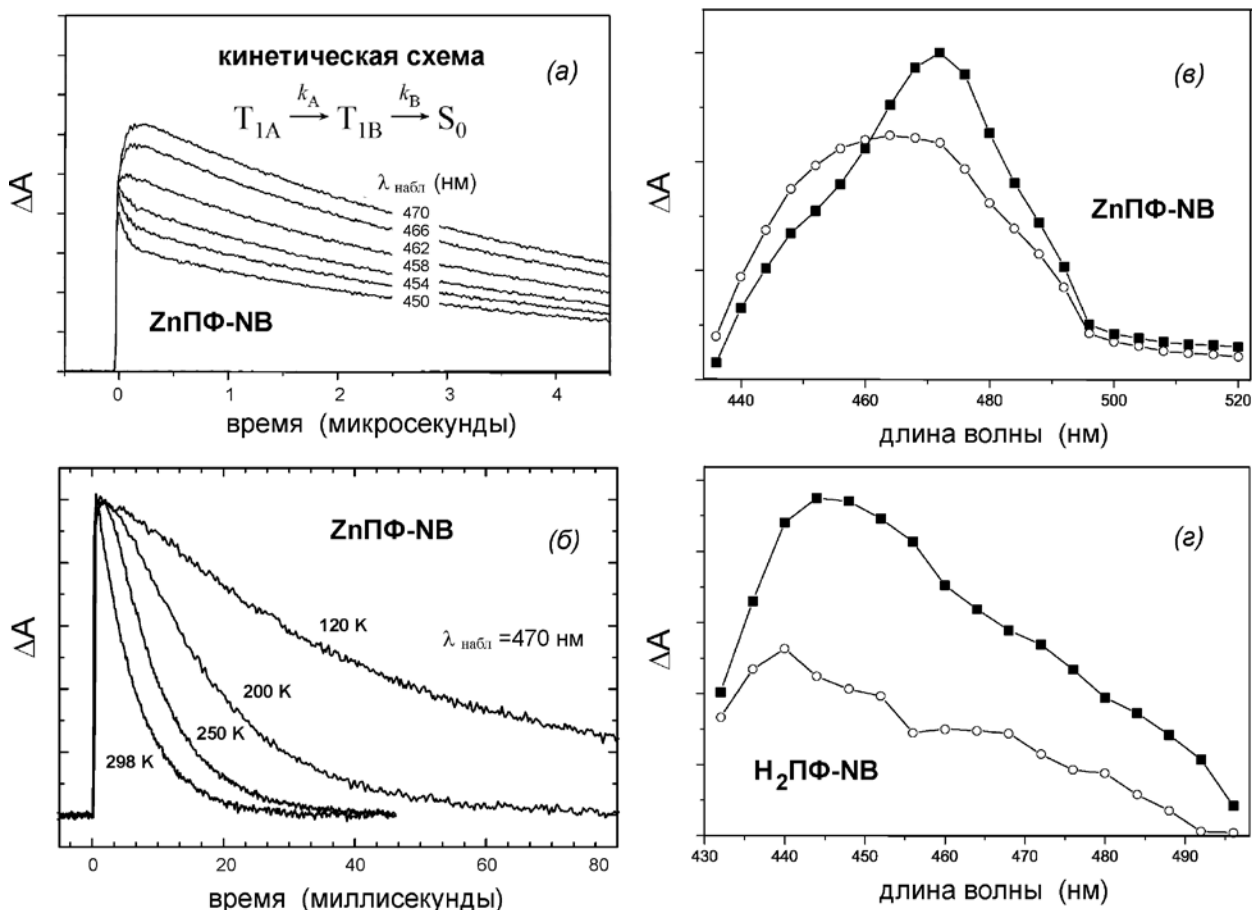 кинетическая схема
(а)
kA kB
T1A → T1B → S0
λ набл (нм)
470
466
462
458
454
450
ZnПФ-NB
ΔA
0 1 2 3 4
время (микросекунды)
(в)
ZnПФ-NB
ΔA
440 460 480 500 520
длина волны (нм)
ZnПФ-NB
(б)
λ набл =470 нм
120 K
200 K
250 K
298 K
ΔA
0 20 40 60 80
время (миллисекунды)
(г)
H2ПФ-NB
ΔA
430 440 450 460 470 480 490
длина волны (нм)